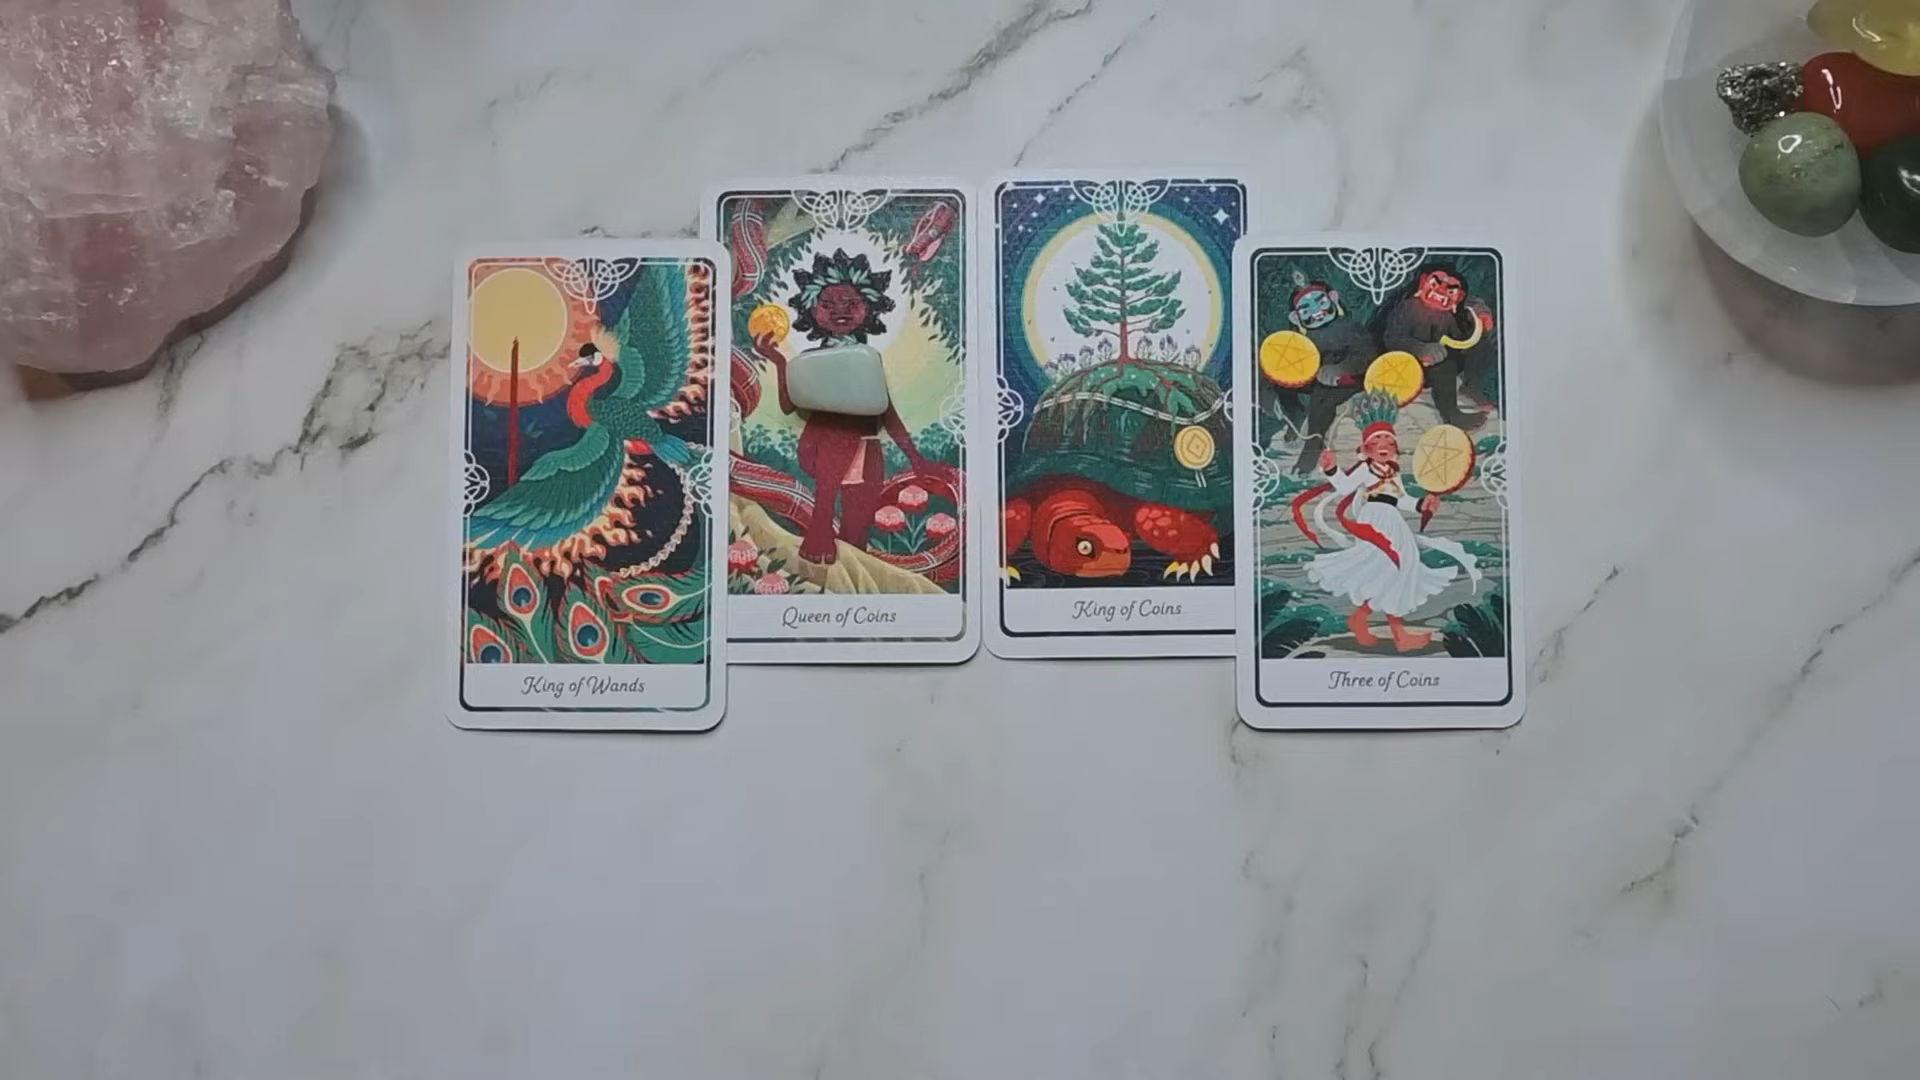 King of Wands
Queen of Coins
King of Coins
Three of Coins